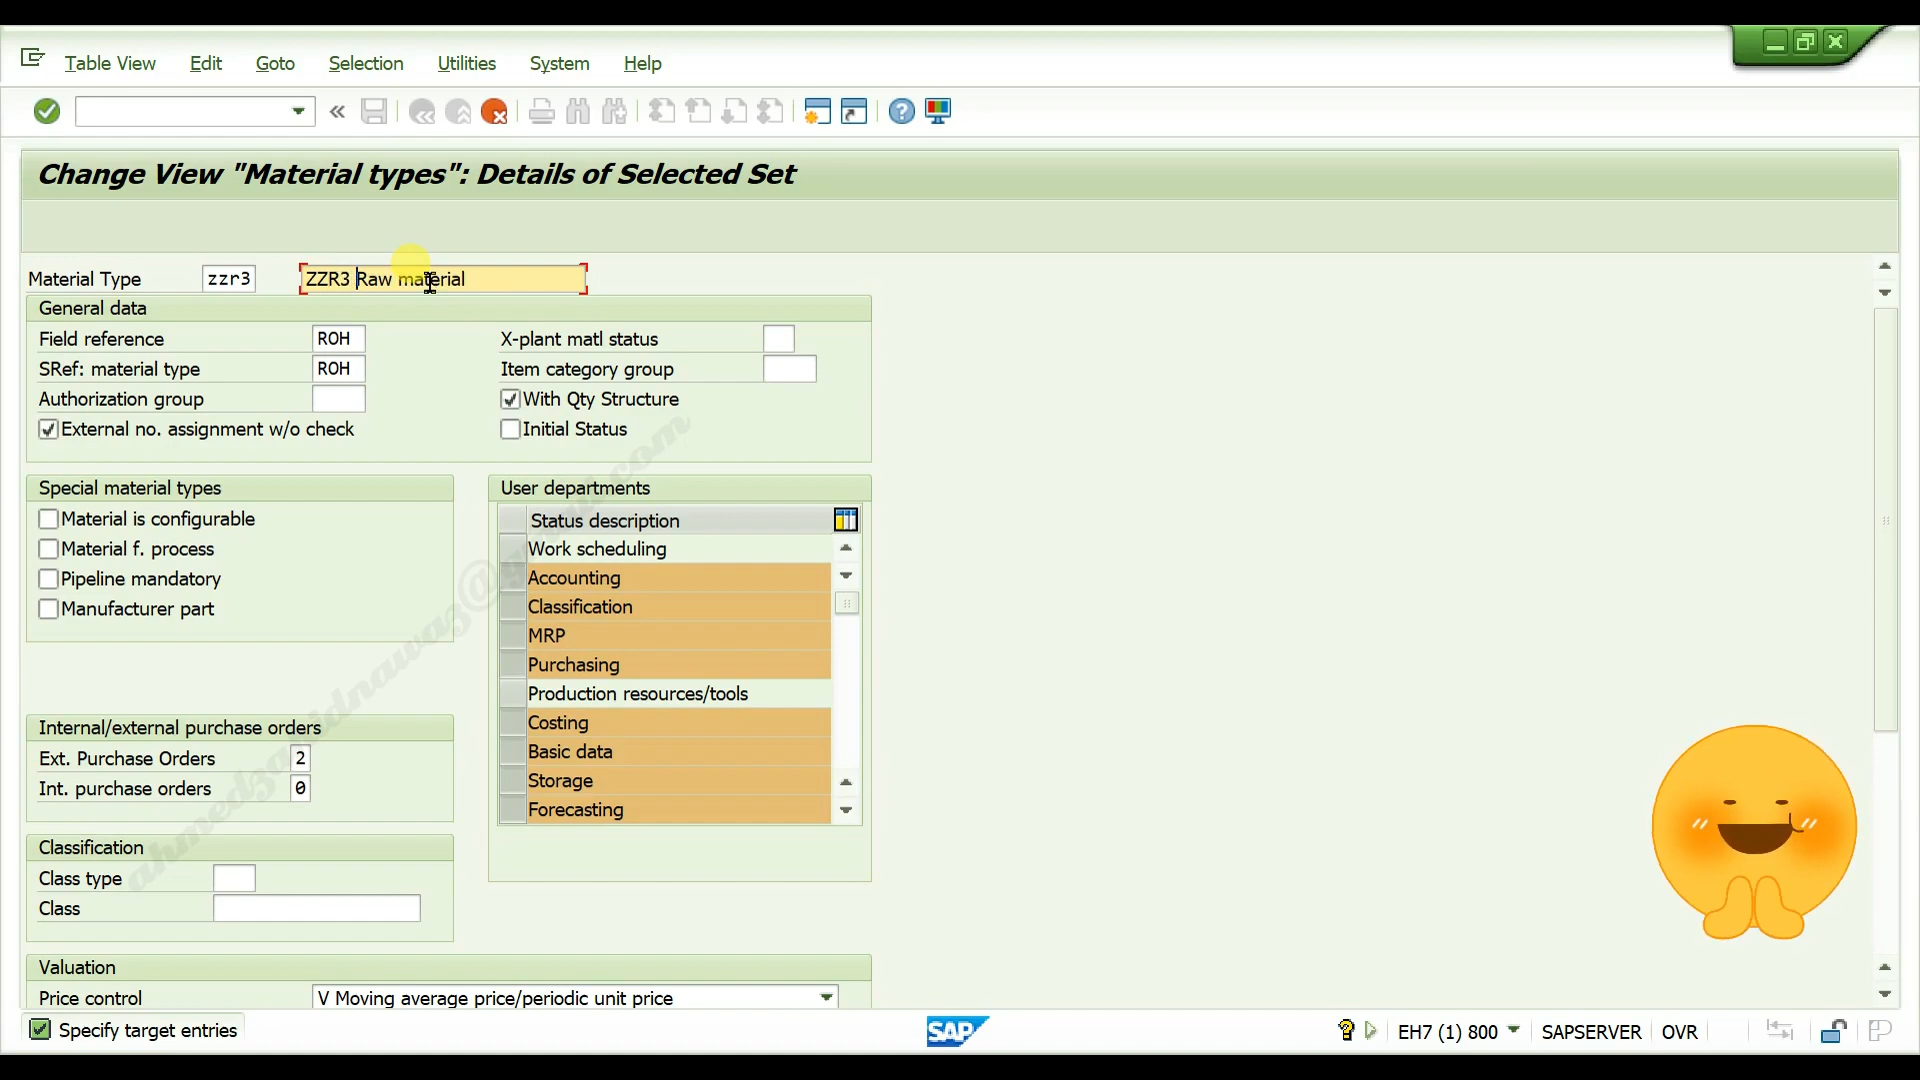 Table View Edit Goto Selection Utilities System Help
Change View "Material types": Details of Selected Set
Material Type zzr3 ZZR3 Raw material
General data
Field reference ROH X-plant matl status
SRef: material type ROH Item category group
Authorization group With Qty Structure
External no. assignment w/o check Initial Status
Special material types
Material is configurable
Material f. process
Pipeline mandatory
Manufacturer part
User departments
Status description
Work scheduling
Accounting
Classification
MRP
Purchasing
Production resources/tools
Costing
Basic data
Storage
Forecasting
Internal/external purchase orders
Ext. Purchase Orders 2
Int. purchase orders 0
Classification
Class type
Class
Valuation
Price control V Moving average price/periodic unit price
Specify target entries SAP EH7 (1) 800 SAPSERVER OVR